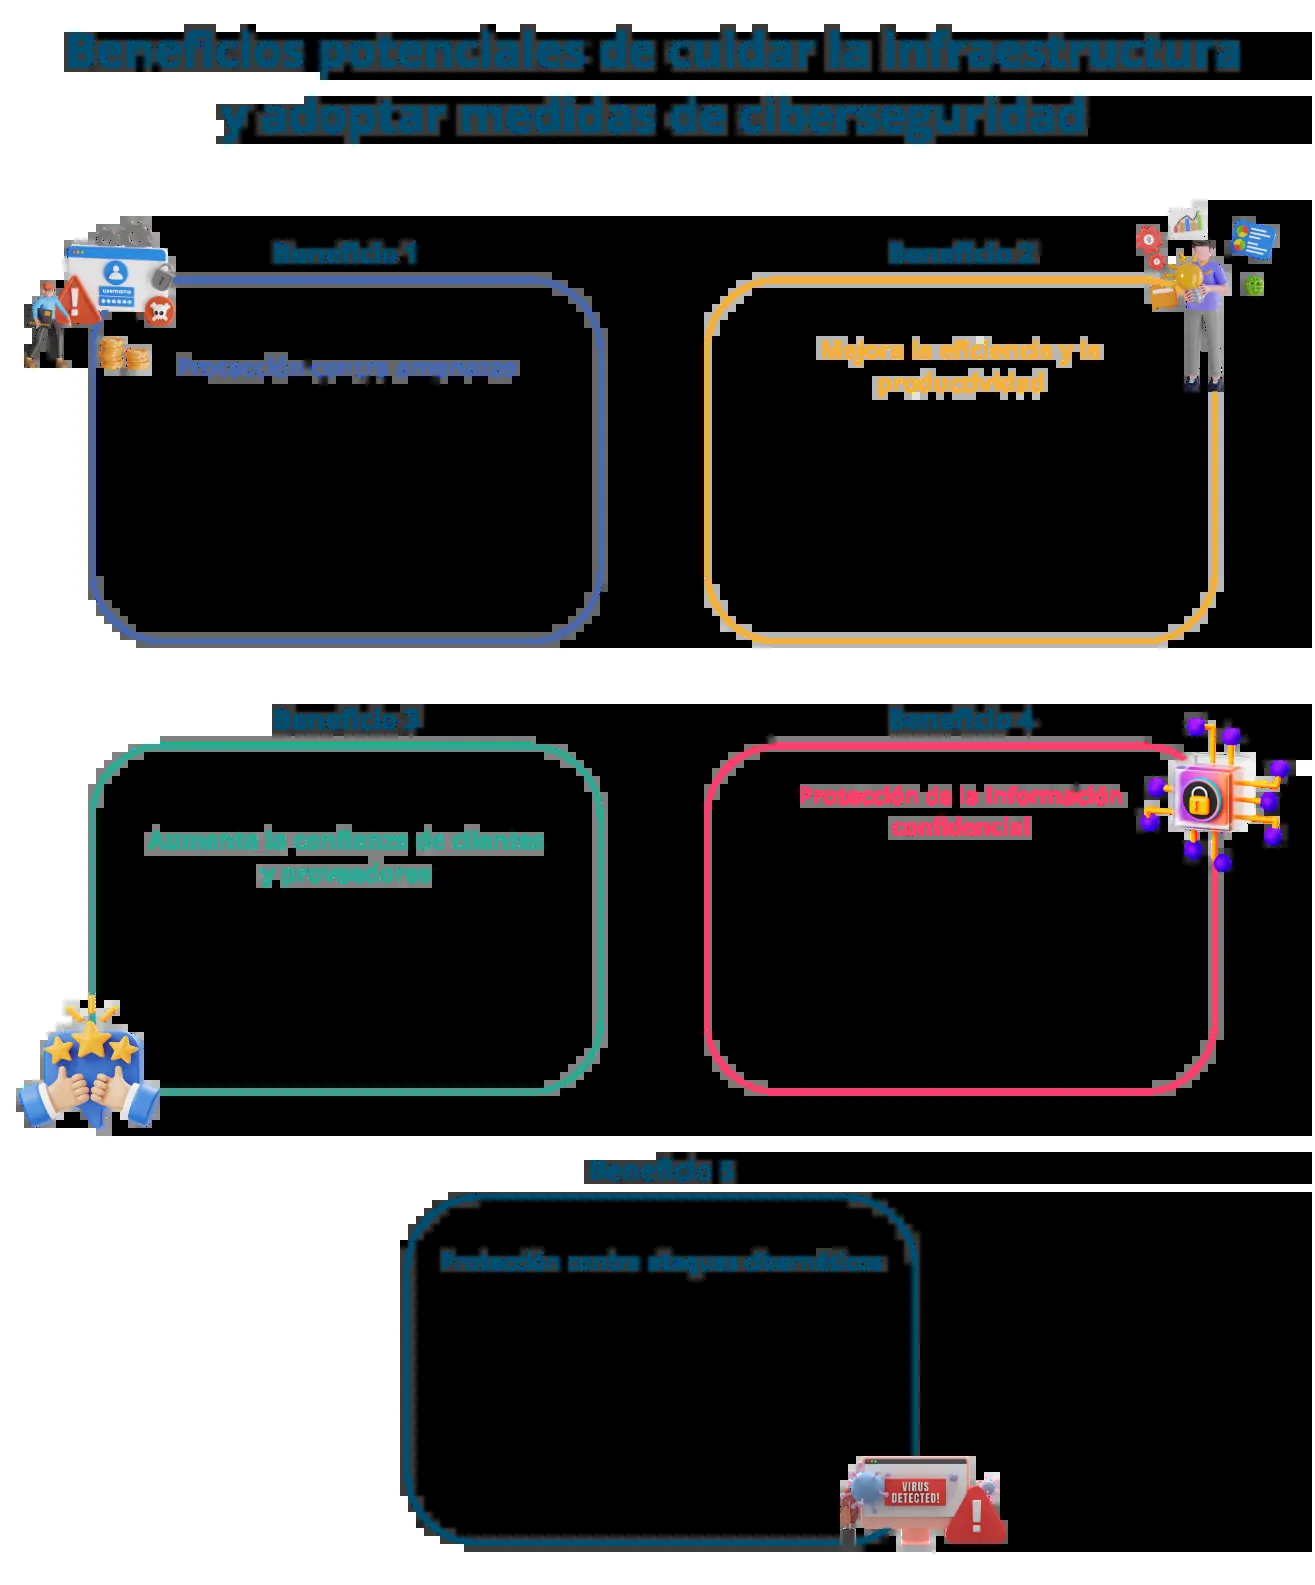 Beneficios potenciales de cuidar la infraestructura
y adoptar medidas de ciberseguridad
Beneficio 1
Beneficio 2
username
Protección contra amenazas
Mejora la eficiencia y la
productividad
Beneficio 3
Beneficio 4
Aumenta la confianza de clientes
y proveedores
Protección de la información
confidencial
Beneficio 5
Protección contra ataques cibernéticos
VIRUS
DETECTED!